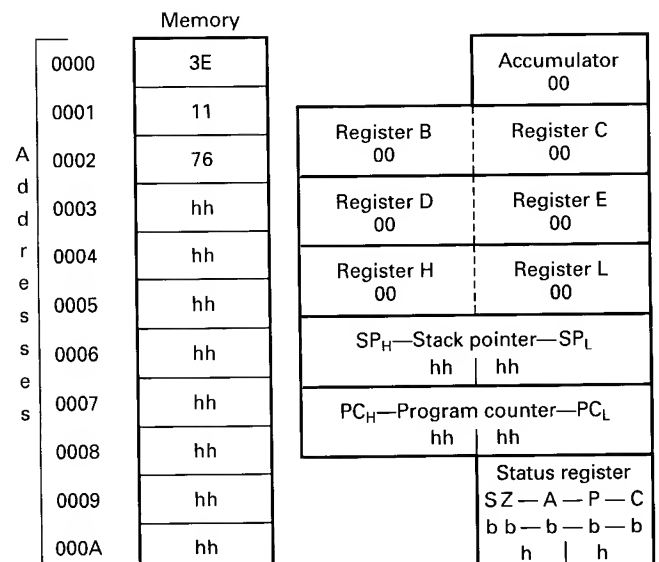 Memory
Addresses
0000 3E
0001 11
0002 76
0003 hh
0004 hh
0005 hh
0006 hh
0007 hh
0008 hh
0009 hh
000A hh
Accumulator
00
Register B Register C
00 00
Register D Register E
00 00
Register H Register L
00 00
SPH—Stack pointer—SPL
hh hh
PCH—Program counter—PCL
hh hh
Status register
S Z — A — P — C
b b — b — b — b
h h